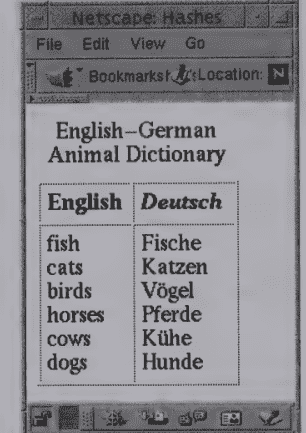 Netscape: Hashes
File Edit View Go
Bookmarks Location: N
English–German
Animal Dictionary
English Deutsch
fish Fische
cats Katzen
birds Vögel
horses Pferde
cows Kühe
dogs Hunde